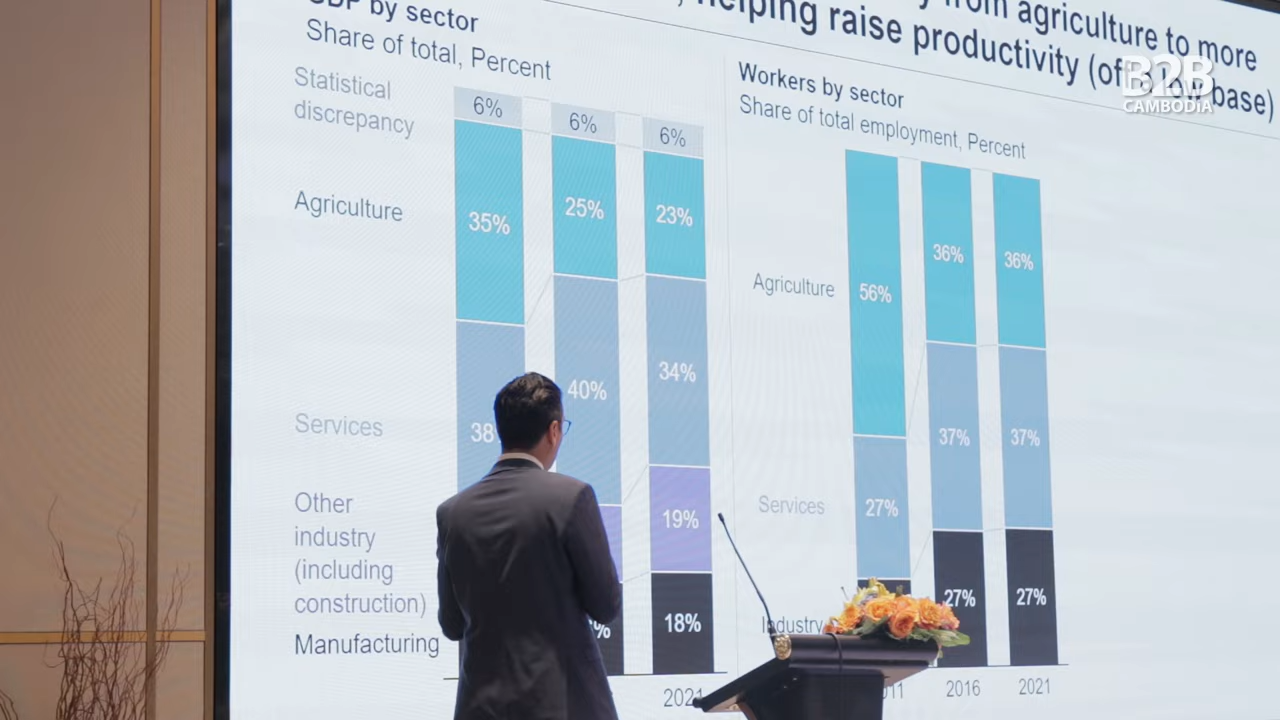 GDP by sector
Share of total, Percent
from agriculture to more
helping raise productivity (of a low base)
B2B
CAMBODIA
Workers by sector
Share of total employment, Percent
Statistical
discrepancy
6%
6%
6%
Agriculture
35%
25%
23%
Services
38
40%
34%
Other
industry
(including
construction)
19%
Manufacturing
%
18%
2021
Agriculture
56%
36%
36%
Services
27%
37%
37%
Industry
27%
27%
11
2016
2021